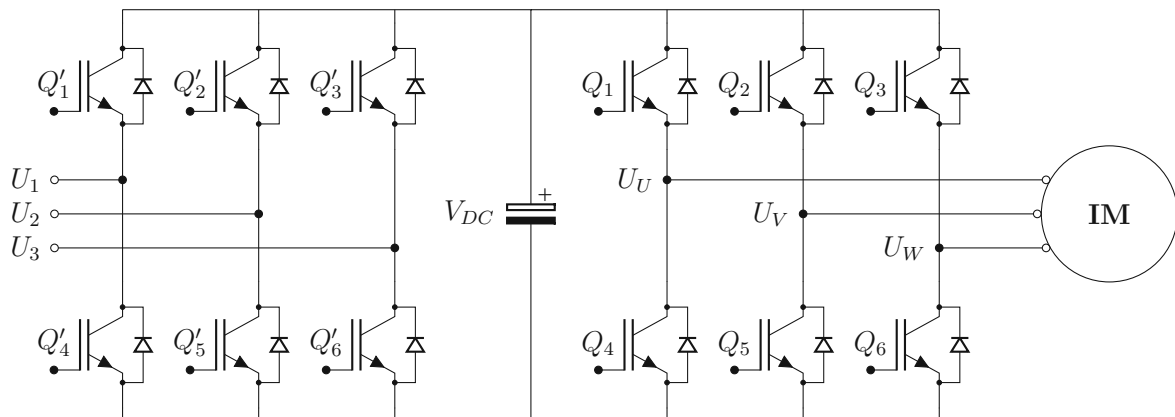 Q′1 Q′2 Q′3 Q1 Q2 Q3
U1 UU
U2 VDC + UV IM
U3 UW
Q′4 Q′5 Q′6 Q4 Q5 Q6